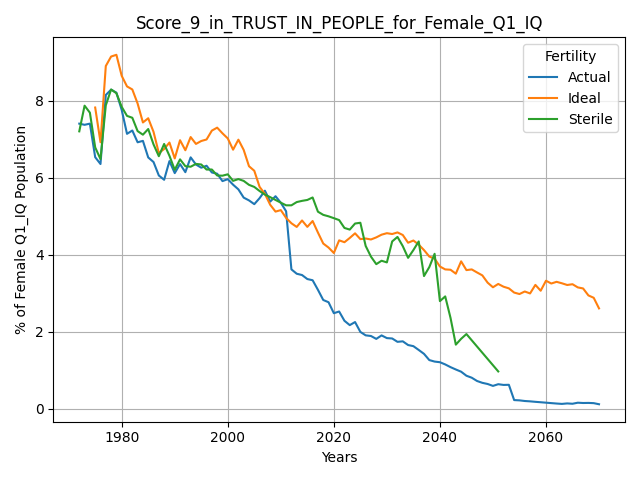 Score_9_in_TRUST_IN_PEOPLE_for_Female_Q1_IQ
Fertility
Actual
Ideal
Sterile
% of Female Q1_IQ Population
8
6
4
2
0
1980 2000 2020 2040 2060
Years